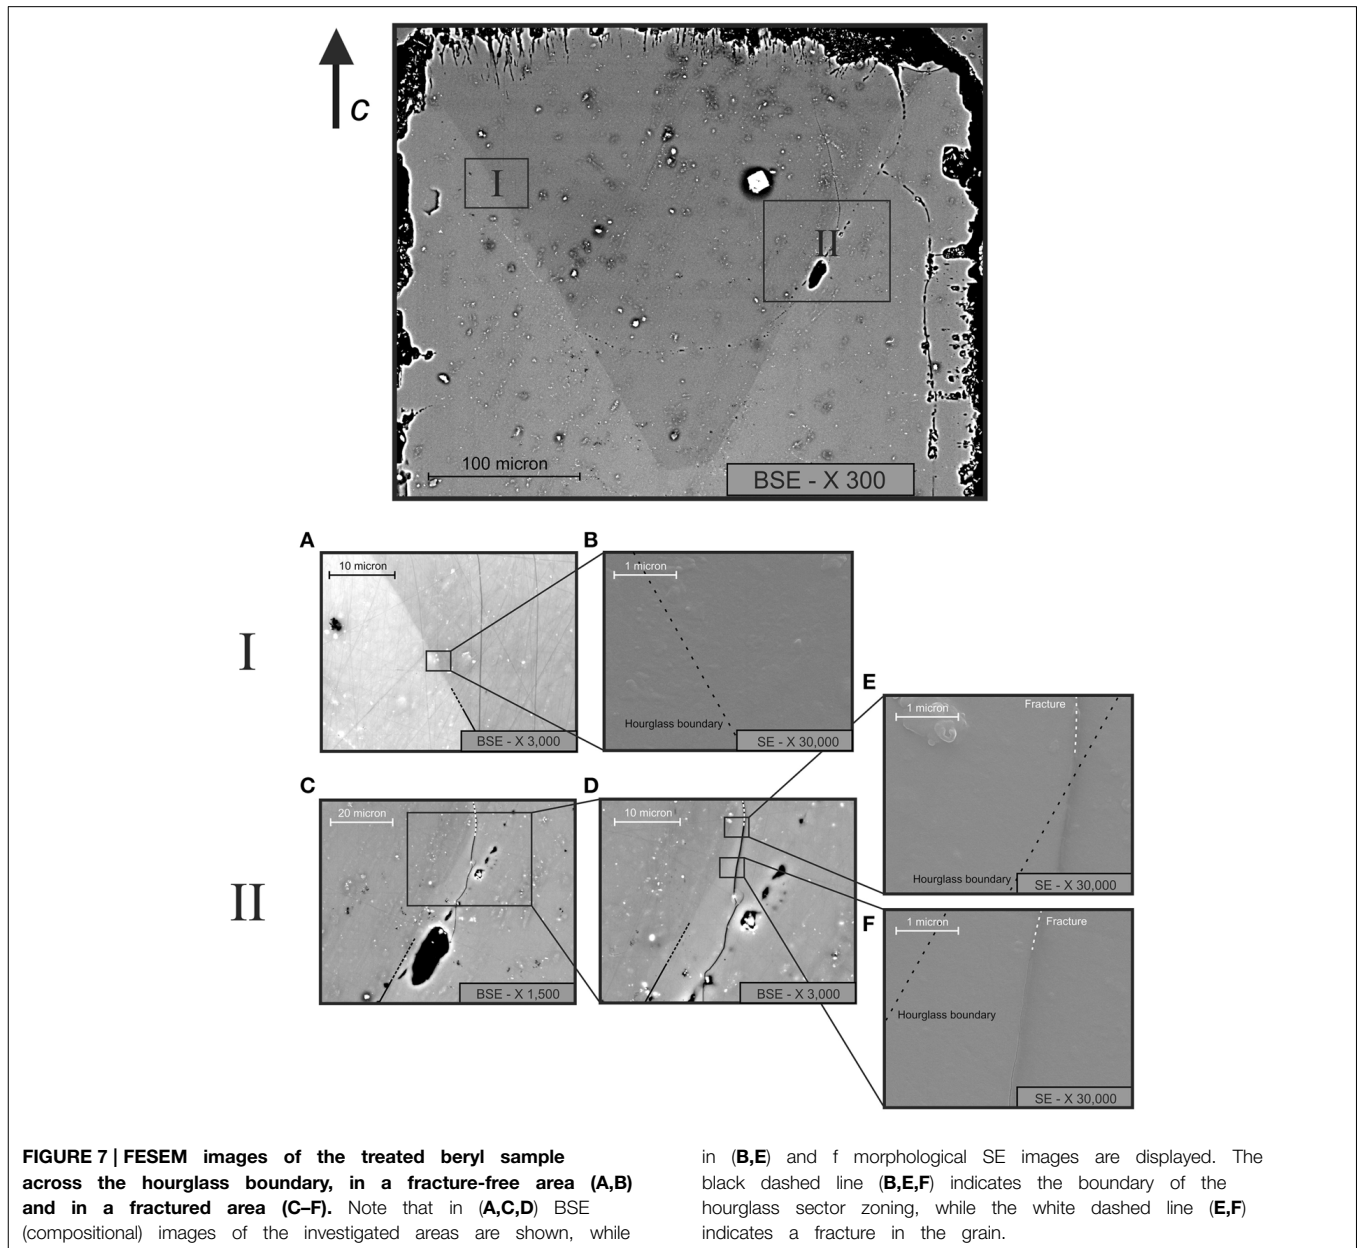 c
I
II
100 micron
BSE - X 300
A
10 micron
BSE - X 3,000
B
1 micron
Hourglass boundary
SE - X 30,000
I
E
1 micron
Fracture
Hourglass boundary
SE - X 30,000
C
20 micron
BSE - X 1,500
D
10 micron
BSE - X 3,000
II
F
1 micron
Fracture
Hourglass boundary
SE - X 30,000
FIGURE 7 | FESEM images of the treated beryl sample
across the hourglass boundary, in a fracture-free area (A,B)
and in a fractured area (C–F). Note that in (A,C,D) BSE
(compositional) images of the investigated areas are shown, while
in (B,E) and f morphological SE images are displayed. The
black dashed line (B,E,F) indicates the boundary of the
hourglass sector zoning, while the white dashed line (E,F)
indicates a fracture in the grain.